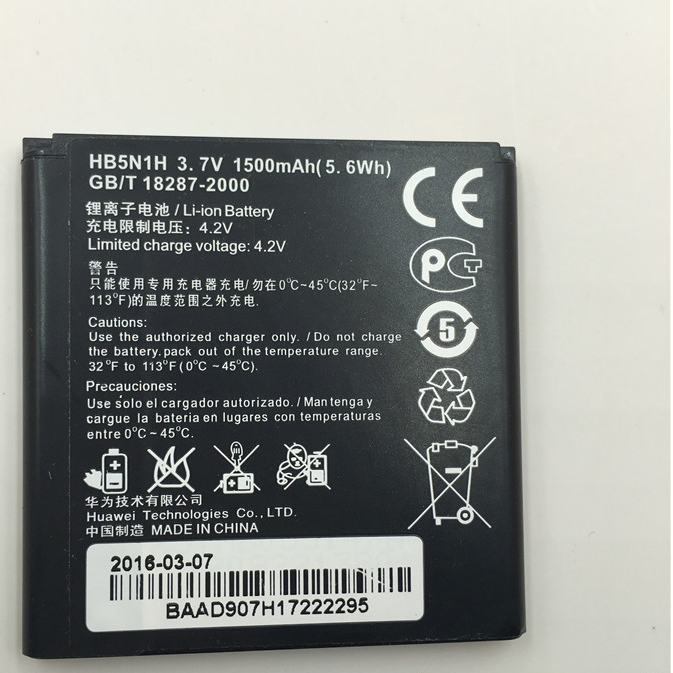 HB5N1H 3.7V 1500mAh(5.6Wh)
GB/T 18287-2000
锂离子电池 / Li-ion Battery
充电限制电压: 4.2V
Limited charge voltage: 4.2V
警告
只能使用专用充电器充电/勿在0°C~45°C(32°F~
113°F)的温度范围之外充电.
Cautions:
Use the authorized charger only. / Do not charge
the battery.pack out of the temperature range.
32°F to 113°F (0°C ~45°C).
Precauciones:
Use solo el cargador autorizado. / Mantenga y
cargue la bateria en lugares con temperaturas
entre 0°C~45°C.
华为技术有限公司
Huawei Technologies Co., LTD.
中国制造 MADE IN CHINA
CE
PCT
5
2016-03-07
BAAD907H17222295